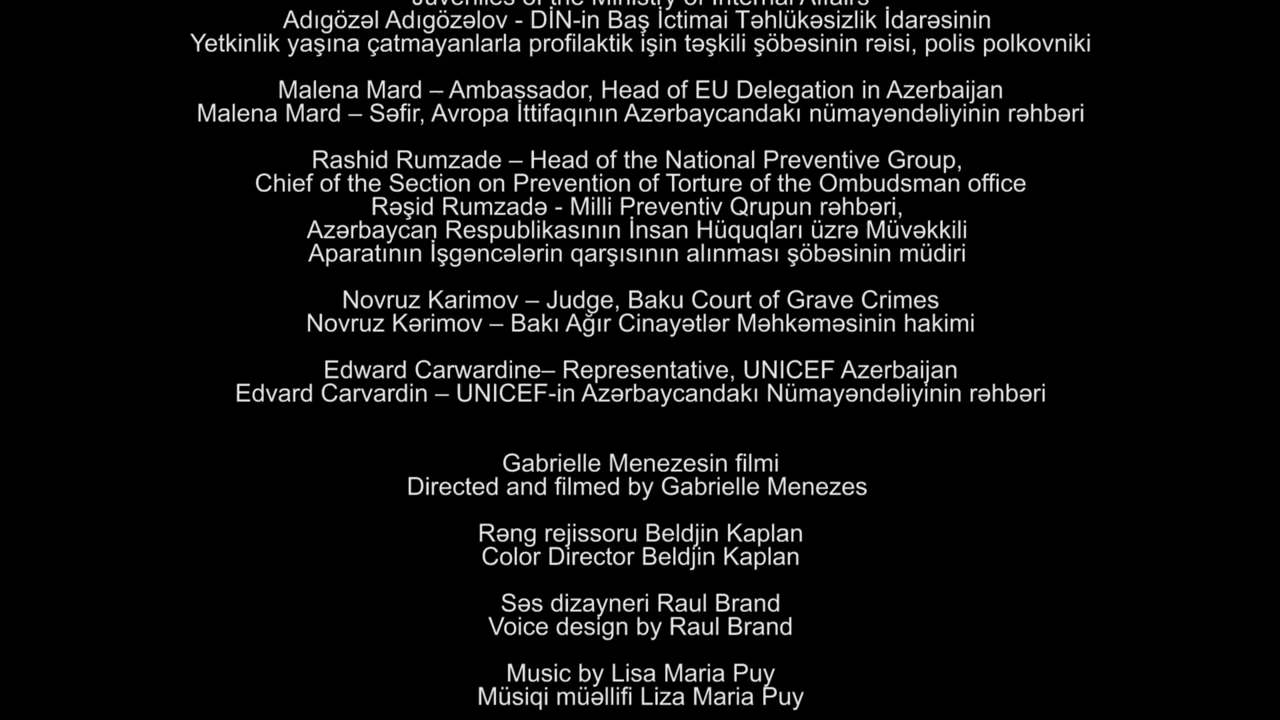 Juveniles of the Ministry of Internal Affairs
Adıgözəl Adıgözəlov - DİN-in Baş İctimai Təhlükəsizlik İdarəsinin
Yetkinlik yaşına çatmayanlarla profilaktik işin təşkili şöbəsinin rəisi, polis polkovniki
Malena Mard – Ambassador, Head of EU Delegation in Azerbaijan
Malena Mard – Səfir, Avropa İttifaqının Azərbaycandakı nümayəndəliyinin rəhbəri
Rashid Rumzade – Head of the National Preventive Group,
Chief of the Section on Prevention of Torture of the Ombudsman office
Rəşid Rumzadə - Milli Preventiv Qrupun rəhbəri,
Azərbaycan Respublikasının İnsan Hüquqları üzrə Müvəkkili
Aparatının İşgəncələrin qarşısının alınması şöbəsinin müdiri
Novruz Karimov – Judge, Baku Court of Grave Crimes
Novruz Kərimov – Bakı Ağır Cinayətlər Məhkəməsinin hakimi
Edward Carwardine– Representative, UNICEF Azerbaijan
Edvard Carvardin – UNICEF-in Azərbaycandakı Nümayəndəliyinin rəhbəri
Gabrielle Menezesin filmi
Directed and filmed by Gabrielle Menezes
Rəng rejissoru Beldjin Kaplan
Color Director Beldjin Kaplan
Səs dizayneri Raul Brand
Voice design by Raul Brand
Music by Lisa Maria Puy
Müsiqi müəllifi Liza Maria Puy